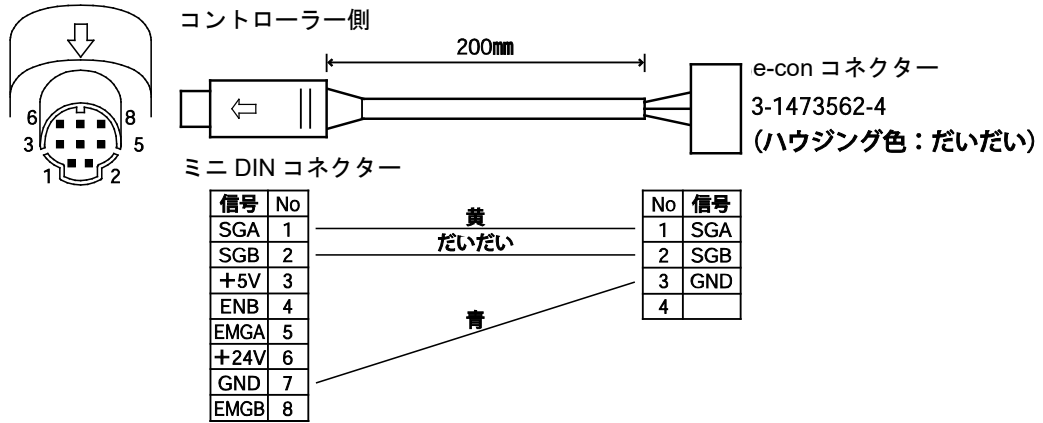 コントローラー側
200mm
e-con コネクター
3-1473562-4
（ハウジング色：だいだい）
6 8
3 5
1 2
ミニ DIN コネクター
信号 No
SGA 1
SGB 2
+5V 3
ENB 4
EMGA 5
+24V 6
GND 7
EMGB 8
黄
だいだい
青
No 信号
1 SGA
2 SGB
3 GND
4